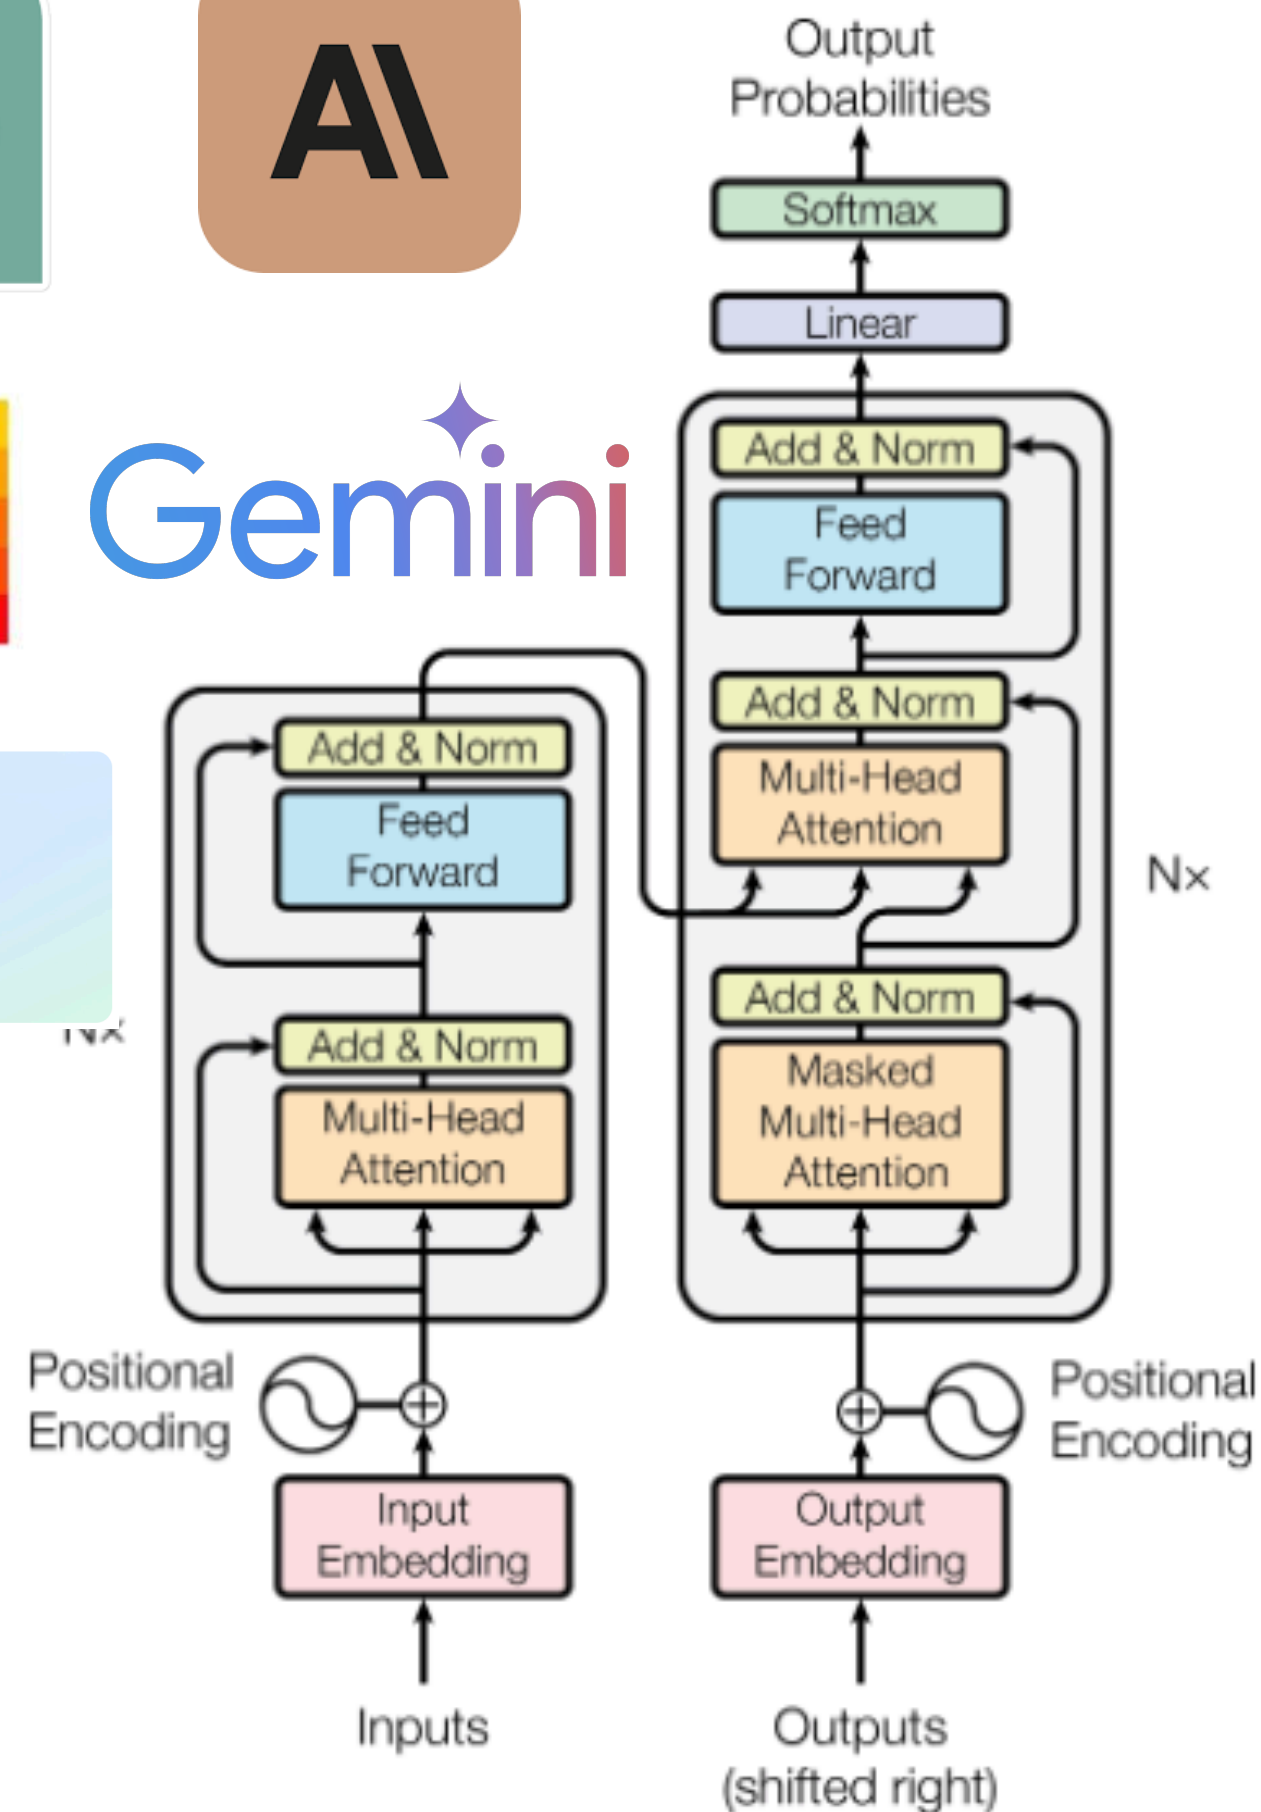 A\
Output
Probabilities
Softmax
Linear
Gemini
Add & Norm
Feed
Forward
Add & Norm
Multi-Head
Attention
Nx
Add & Norm
Masked
Multi-Head
Attention
Add & Norm
Feed
Forward
Nx
Add & Norm
Multi-Head
Attention
Positional
Encoding
Positional
Encoding
Input
Embedding
Output
Embedding
Inputs
Outputs
(shifted right)